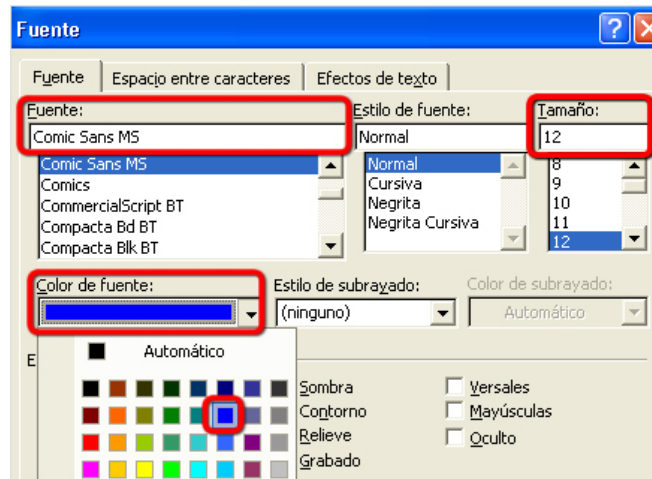 Fuente
Fuente Espacio entre caracteres Efectos de texto
Fuente: Estilo de fuente: Tamaño:
Comic Sans MS Normal 12
Comic Sans MS Normal 8
Comics Cursiva 9
CommercialScript BT Negrita 10
Compacta Bd BT Negrita Cursiva 11
Compacta Blk BT 12
Color de fuente: Estilo de subrayado: Color de subrayado:
(ninguno) Automático
Automático
E
Sombra Versales
Contorno Mayúsculas
Relieve Oculto
Grabado